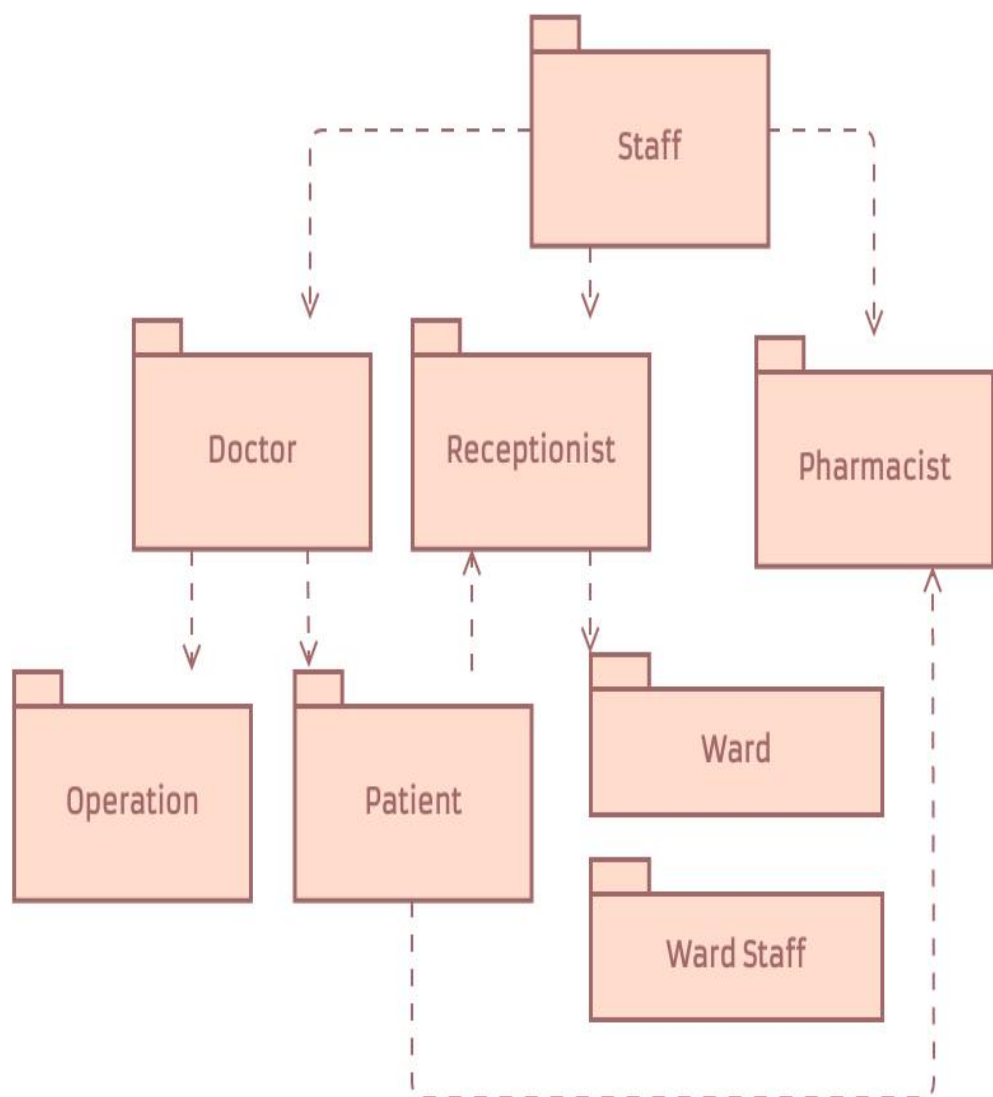 Staff
Doctor
Receptionist
Pharmacist
Operation
Patient
Ward
Ward Staff